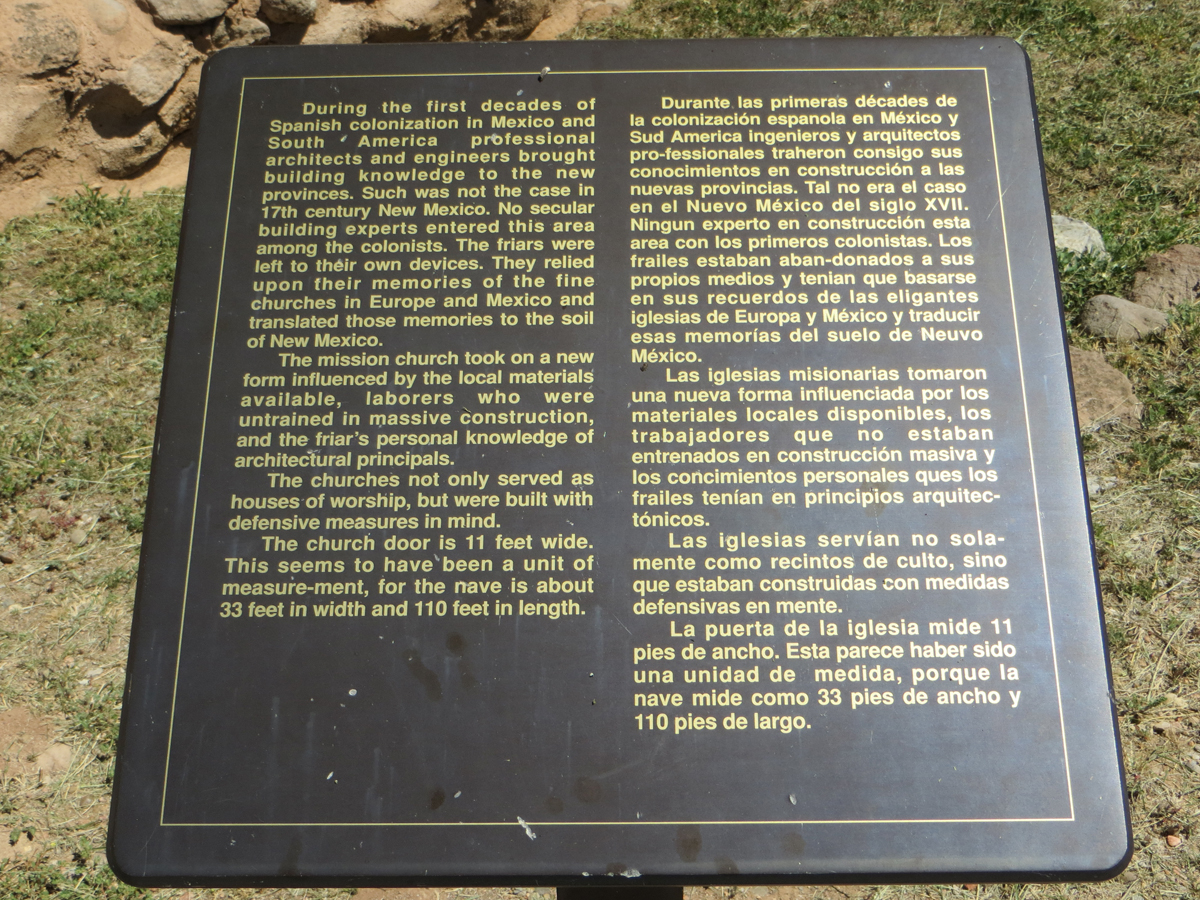 During the first decades of
Spanish colonization in Mexico and
South America professional
architects and engineers brought
building knowledge to the new
provinces. Such was not the case in
17th century New Mexico. No secular
building experts entered this area
among the colonists. The friars were
left to their own devices. They relied
upon their memories of the fine
churches in Europe and Mexico and
translated those memories to the soil
of New Mexico.
The mission church took on a new
form influenced by the local materials
available, laborers who were
untrained in massive construction,
and the friar's personal knowledge of
architectural principals.
The churches not only served as
houses of worship, but were built with
defensive measures in mind.
The church door is 11 feet wide.
This seems to have been a unit of
measure-ment, for the nave is about
33 feet in width and 110 feet in length.
Durante las primeras décades de
la colonización espanola en México y
Sud America ingenieros y arquitectos
pro-fessionales traheron consigo sus
conocimientos en construcción a las
nuevas provincias. Tal no era el caso
en el Nuevo México del siglo XVII.
Ningun experto en construcción esta
area con los primeros colonistas. Los
frailes estaban aban-donados a sus
propios medios y tenian que basarse
en sus recuerdos de las eligantes
iglesias de Europa y México y traducir
esas memorías del suelo de Neuvo
México.
Las iglesias misionarias tomaron
una nueva forma influenciada por los
materiales locales disponibles, los
trabajadores que no estaban
entrenados en construcción masiva y
los concimientos personales ques los
frailes tenían en principios arquitec-
tónicos.
Las iglesias servían no sola-
mente como recintos de culto, sino
que estaban construidas con medidas
defensivas en mente.
La puerta de la iglesia mide 11
pies de ancho. Esta parece haber sido
una unidad de medida, porque la
nave mide como 33 pies de ancho y
110 pies de largo.